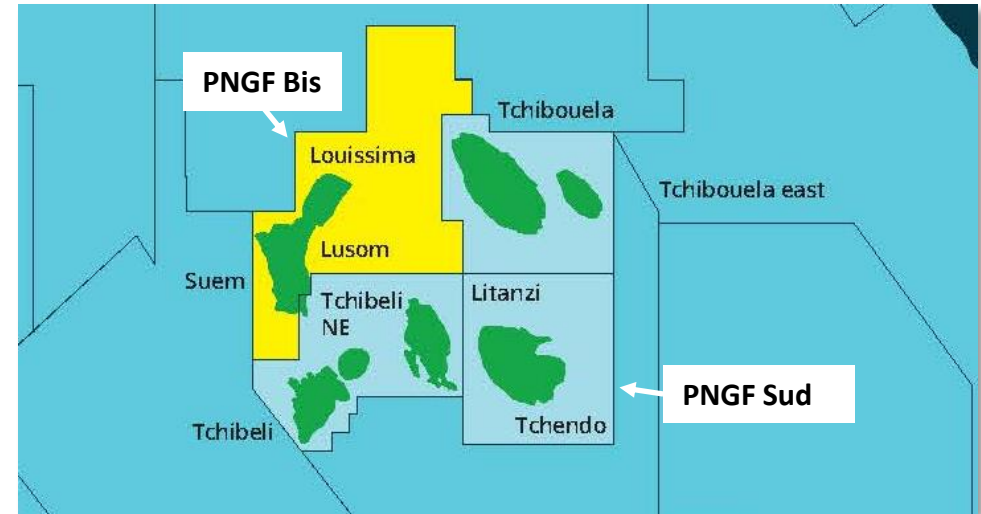 PNGF Bis
Tchibouela
Louissima
Tchibouela east
Lusom
Suem
Tchibeli
NE
Litanzi
PNGF Sud
Tchibeli
Tchendo